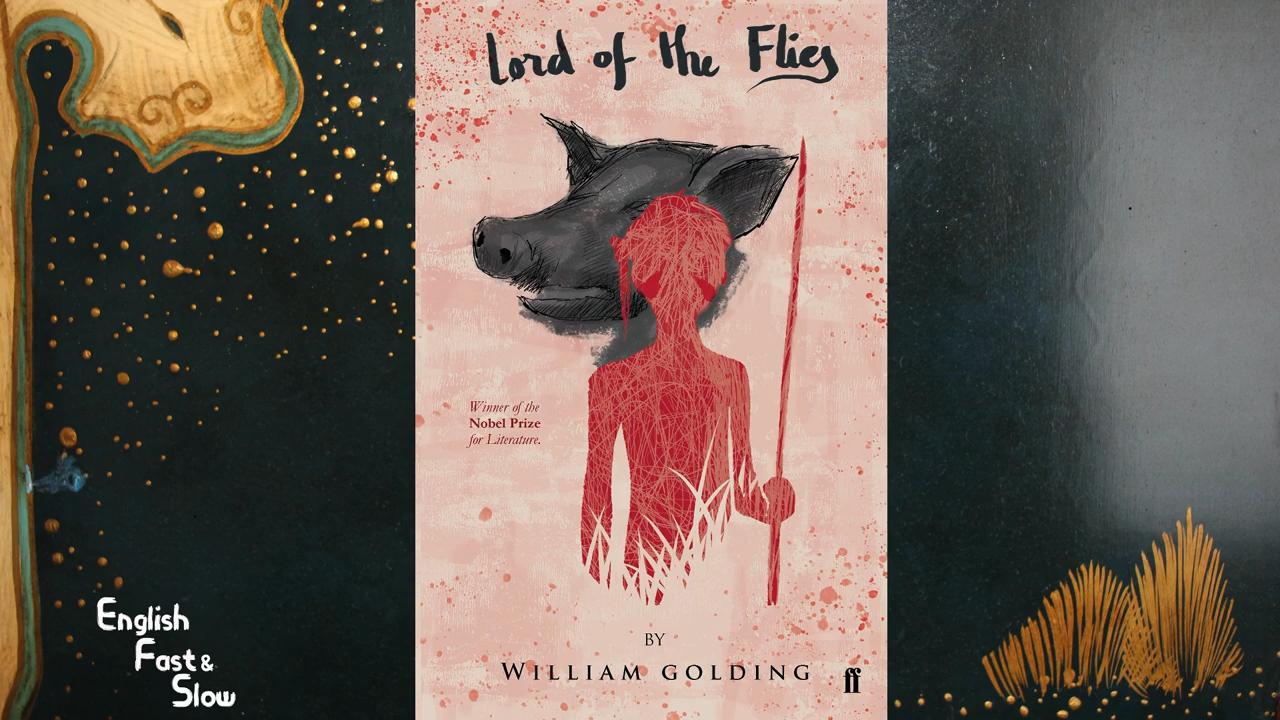 Lord of the Flies
Winner of the
Nobel Prize
for Literature.
BY
WILLIAM GOLDING
ff
English
Fast &
Slow